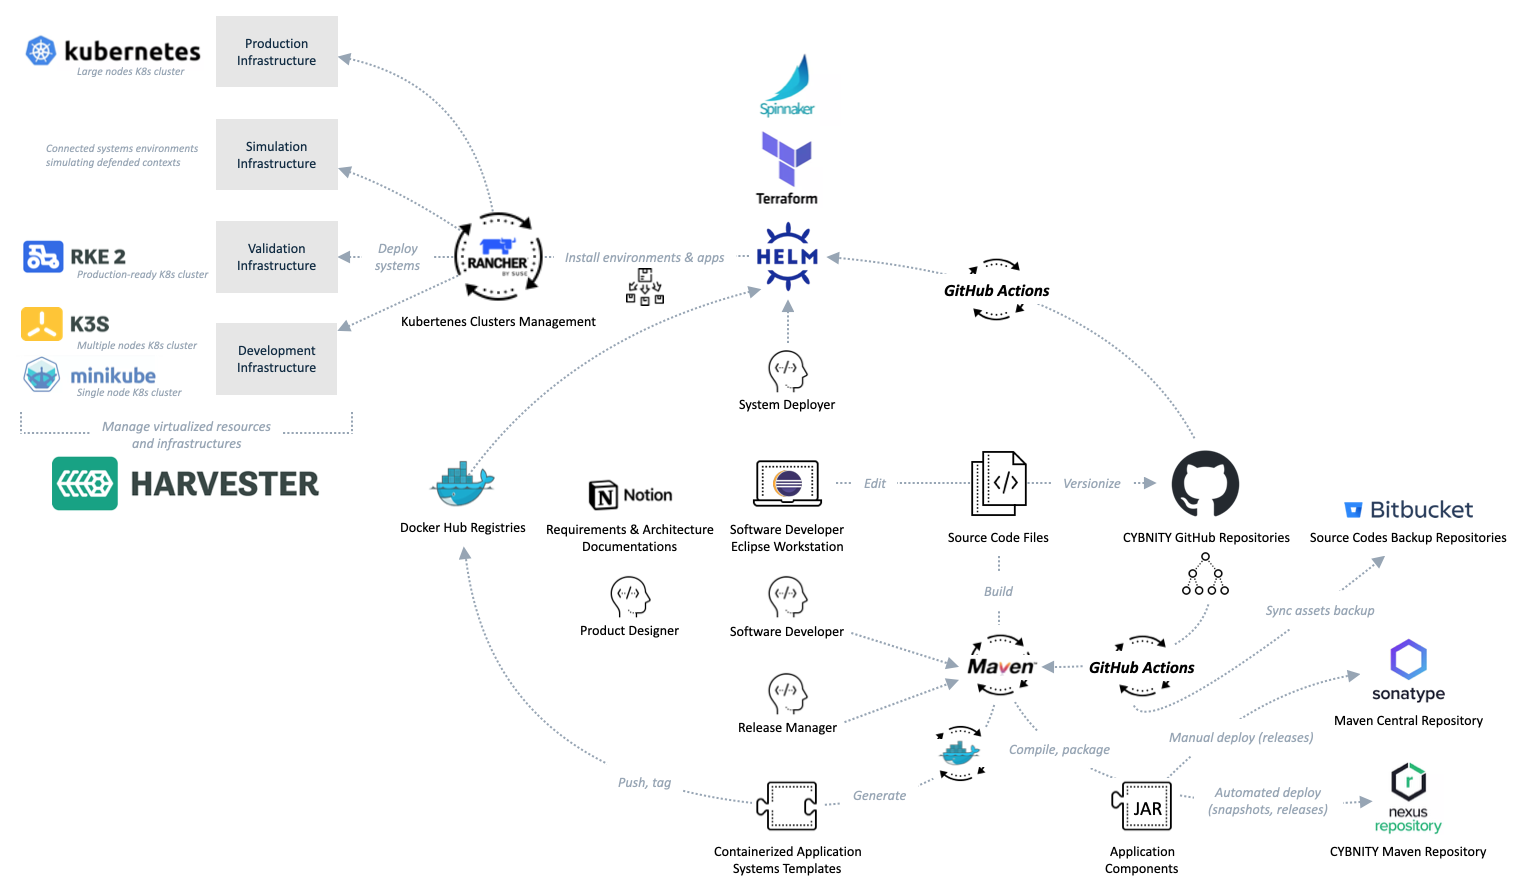 kubernetes
Large nodes K8s cluster
Production
Infrastructure
Connected systems environments
simulating defended contexts
Simulation
Infrastructure
RKE 2
Production-ready K8s cluster
Validation
Infrastructure
K3S
Multiple nodes K8s cluster
minikube
Single node K8s cluster
Development
Infrastructure
Manage virtualized resources
and infrastructures
HARVESTER
Deploy
systems
RANCHER
BY SUSE
Kubertenes Clusters Management
Install environments & apps
Spinnaker
Terraform
HELM
System Deployer
GitHub Actions
Docker Hub Registries
N
Notion
Requirements & Architecture
Documentations
Product Designer
Software Developer
Eclipse Workstation
Edit
</>
Source Code Files
Versionize
CYBNITY GitHub Repositories
Bitbucket
Source Codes Backup Repositories
Build
Sync assets backup
Software Developer
Maven™
GitHub Actions
Release Manager
sonatype
Maven Central Repository
Manual deploy (releases)
Compile, package
Push, tag
Generate
Containerized Application
Systems Templates
JAR
Application
Components
Automated deploy
(snapshots, releases)
r
nexus
repository
CYBNITY Maven Repository